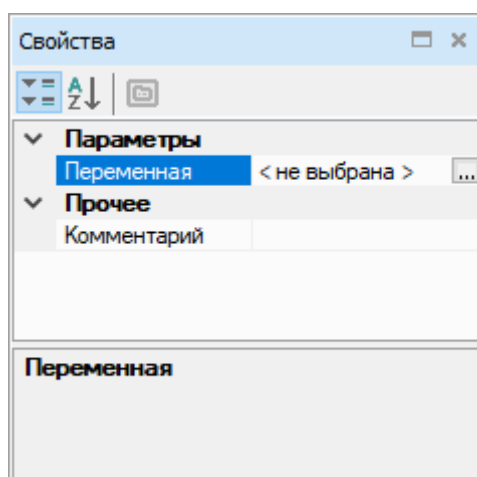 Свойства
Параметры
Переменная < не выбрана > ...
Прочее
Комментарий
Переменная